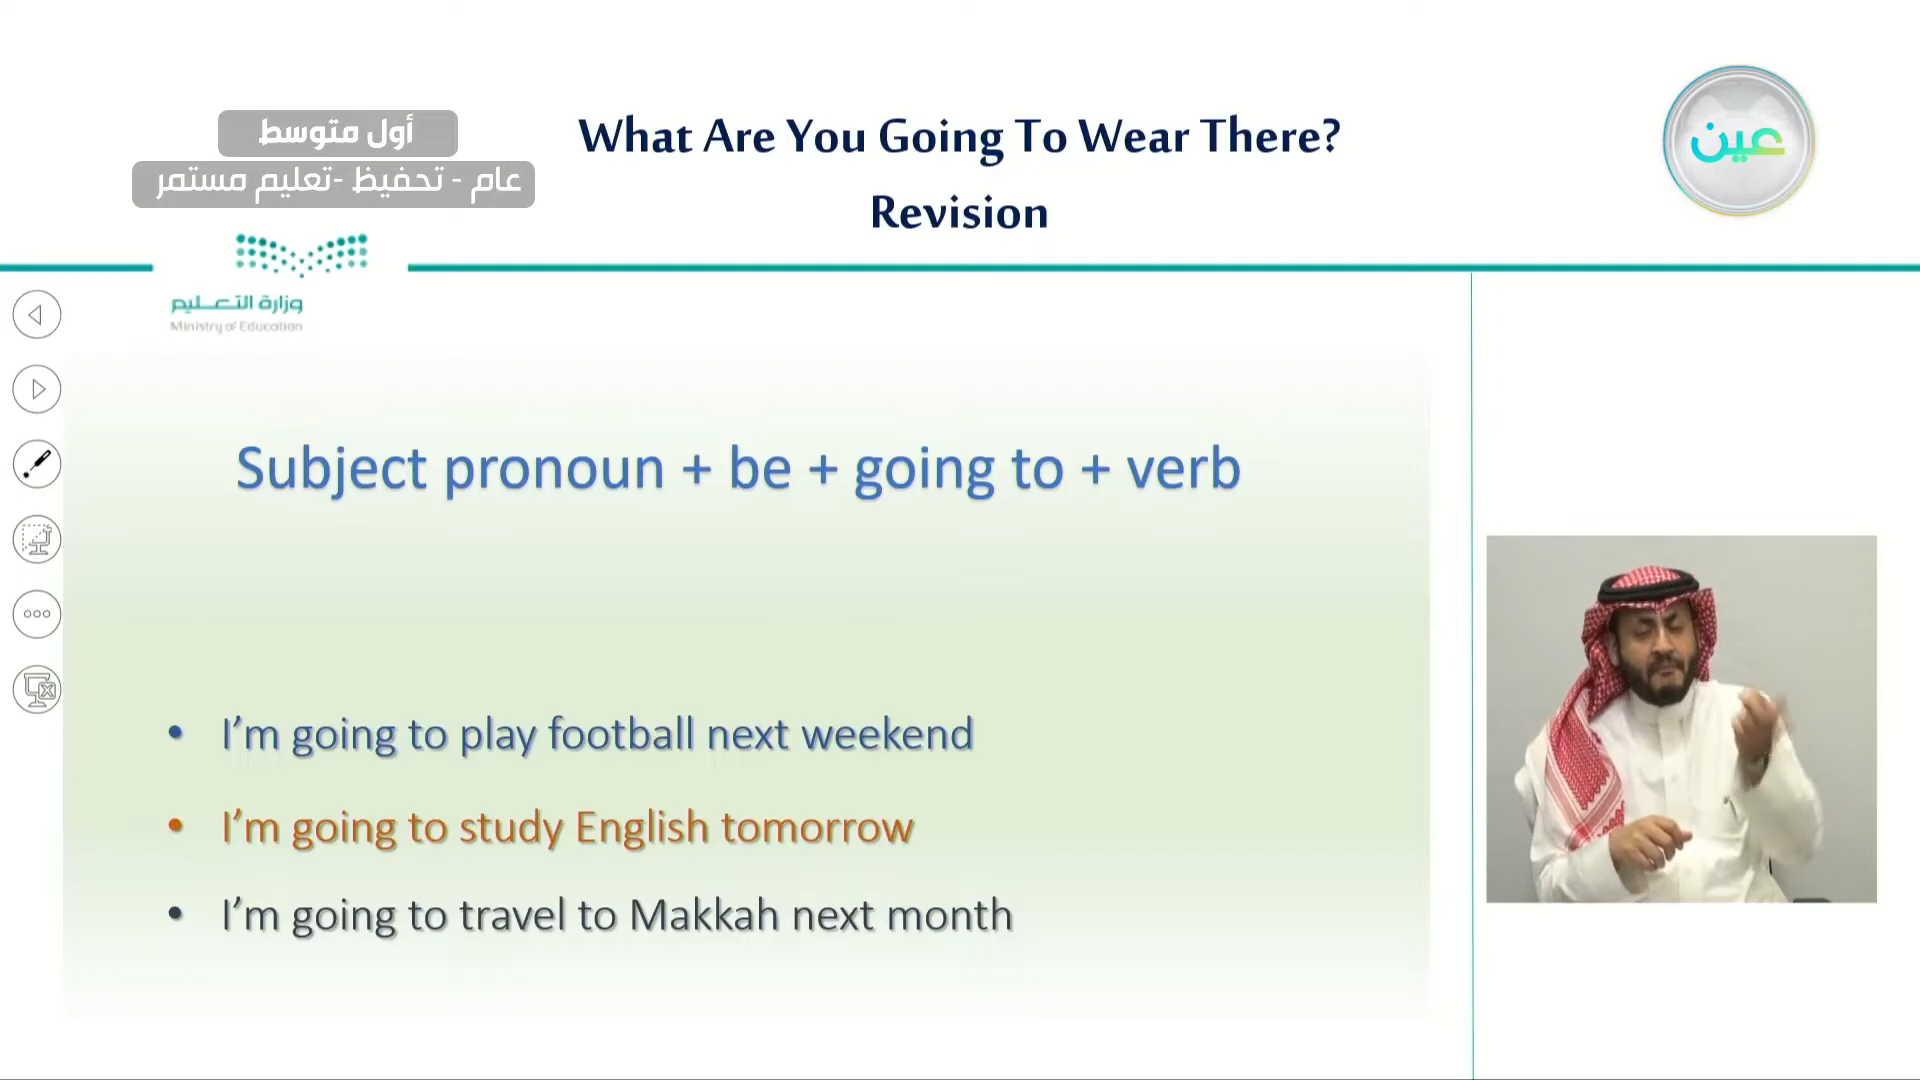 أول متوسط
عام - تحفيظ -تعليم مستمر
What Are You Going To Wear There?
Revision
عين
وزارة التعليم
Ministry of Education
Subject pronoun + be + going to + verb
• I’m going to play football next weekend
• I’m going to study English tomorrow
• I’m going to travel to Makkah next month